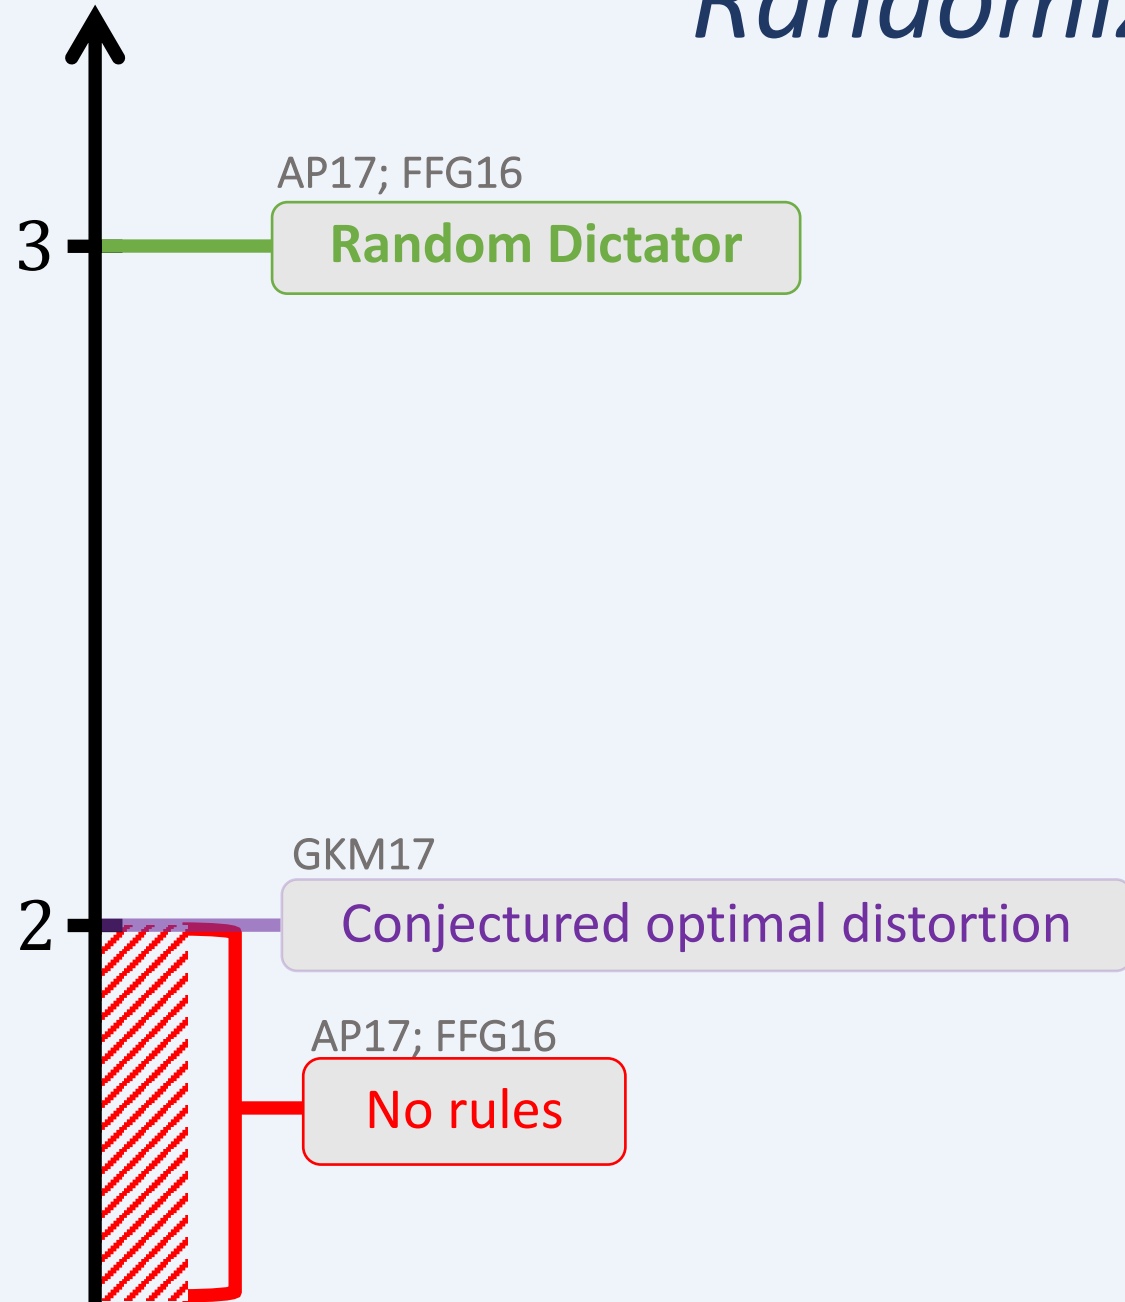 AP17; FFG16
3
Random Dictator
GKM17
2
Conjectured optimal distortion
AP17; FFG16
No rules